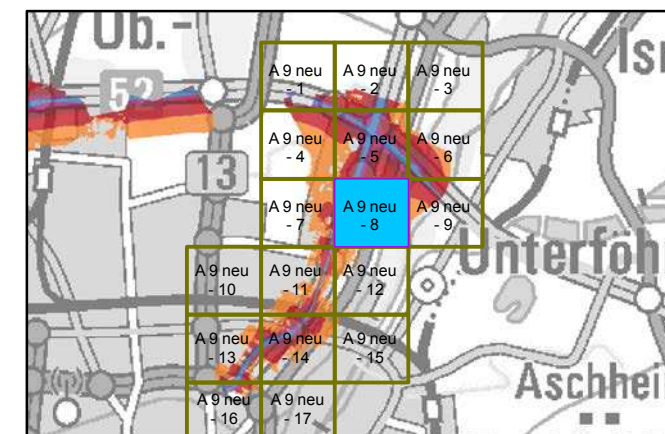 Ob.-
52
13
Is
A 9 neu - 1
A 9 neu - 2
A 9 neu - 3
A 9 neu - 4
A 9 neu - 5
A 9 neu - 6
A 9 neu - 7
A 9 neu - 8
A 9 neu - 9
Unterföh
A 9 neu - 10
A 9 neu - 11
A 9 neu - 12
A 9 neu - 13
A 9 neu - 14
A 9 neu - 15
Aschhei
A 9 neu - 16
A 9 neu - 17